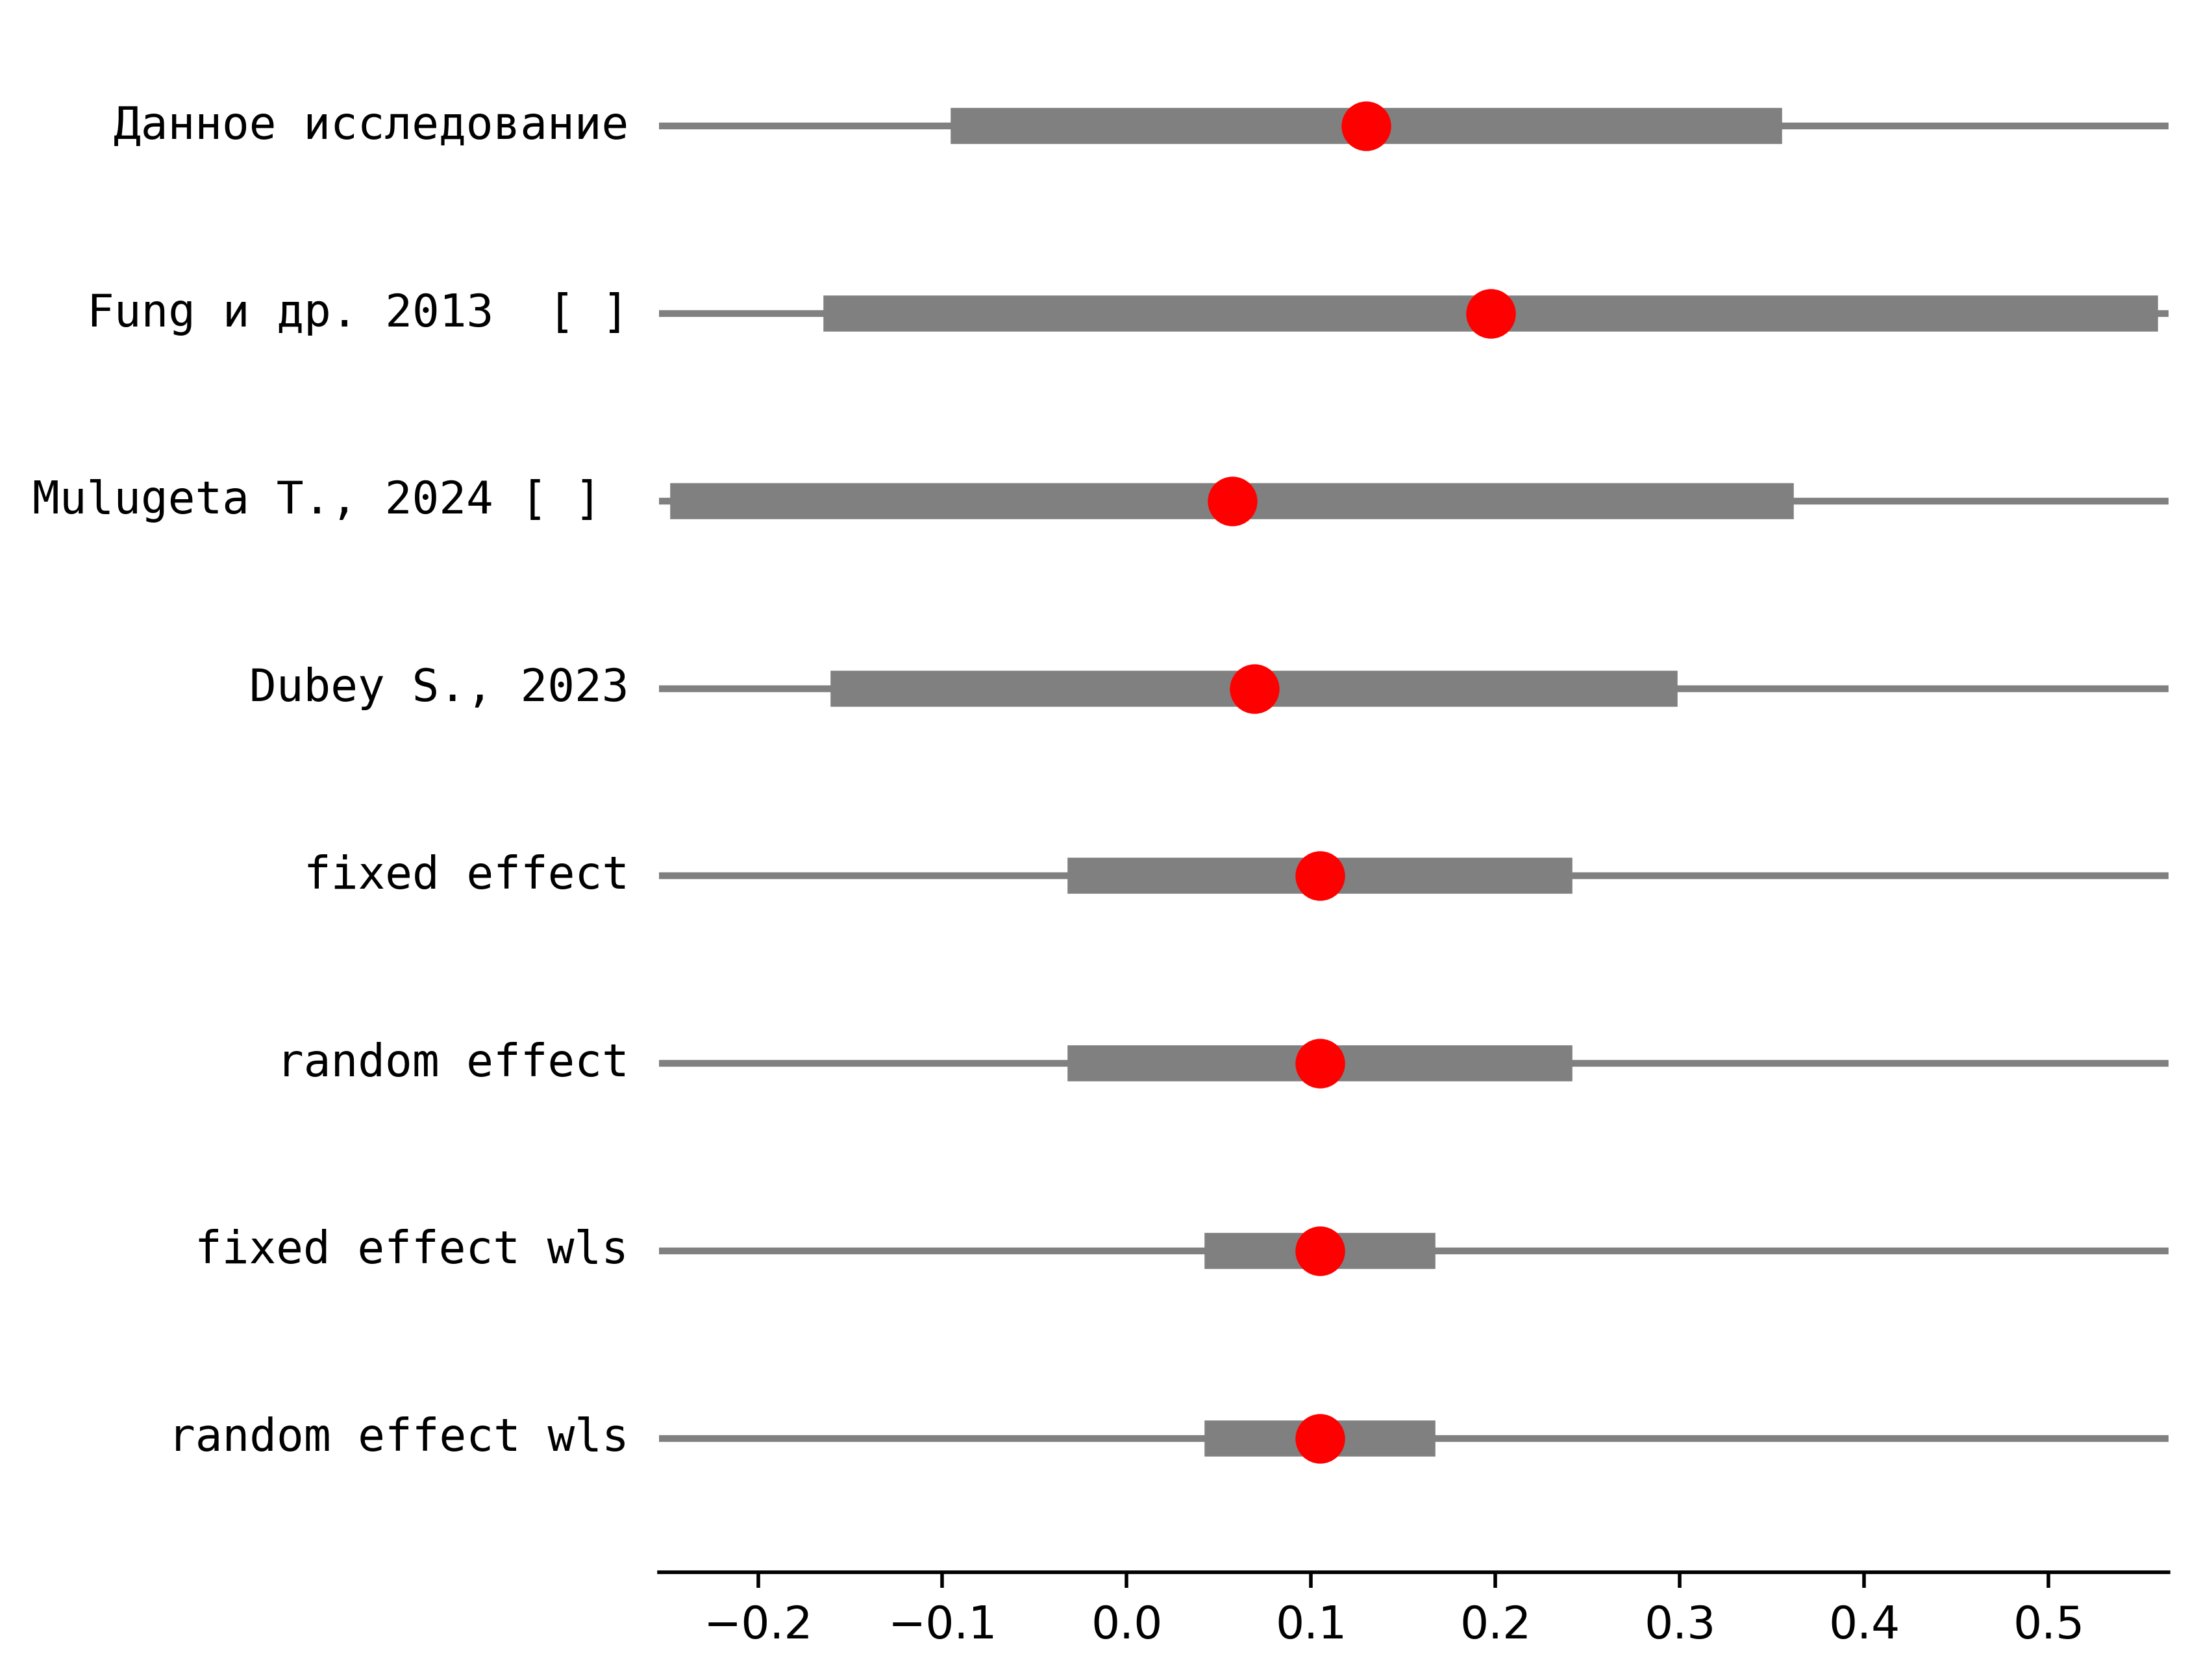 Данное исследование
Fung и др. 2013  [ ]
Mulugeta T., 2024 [ ]
Dubey S., 2023
fixed effect
random effect
fixed effect wls
random effect wls
−0.2 −0.1 0.0 0.1 0.2 0.3 0.4 0.5